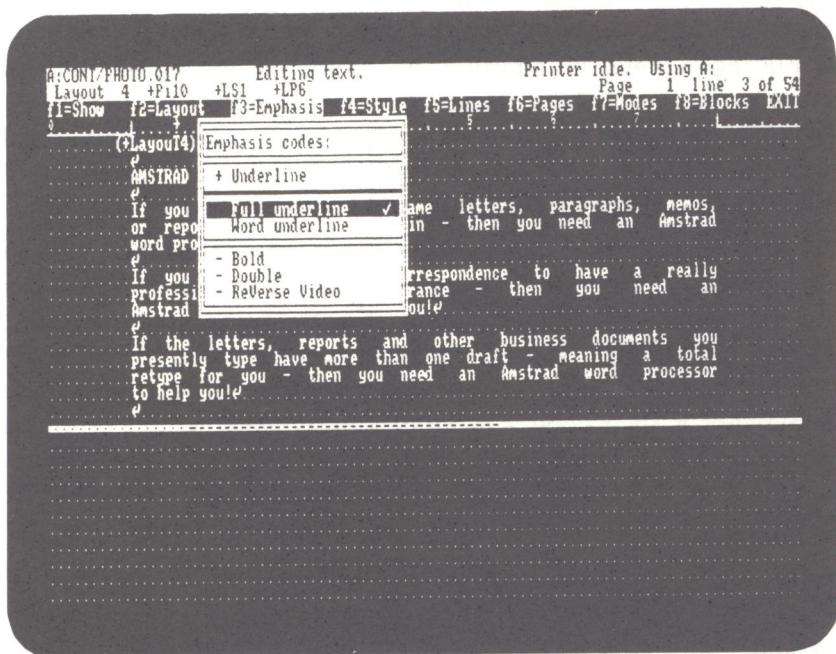 A:CONT/PHOTO.017 Editing text. Printer idle. Using A:
Layout 4 +Pi10 +LS1 +LP6 Page 1 line 3 of 54
f1=Show f2=Layout f3=Emphasis f4=Style f5=Lines f6=Pages f7=Modes f8=Blocks EXIT
(+LayouT4) Emphasis codes:
AMSTRAD + Underline
If you Full underline ✓ ame letters, paragraphs, memos,
or repo Word underline in - then you need an Amstrad
word pro
- Bold
If you - Double rrespondence to have a really
professi - ReVerse Video rance - then you need an
Amstrad ou!
If the letters, reports and other business documents you
presently type have more than one draft - meaning a total
retype for you - then you need an Amstrad word processor
to help you!